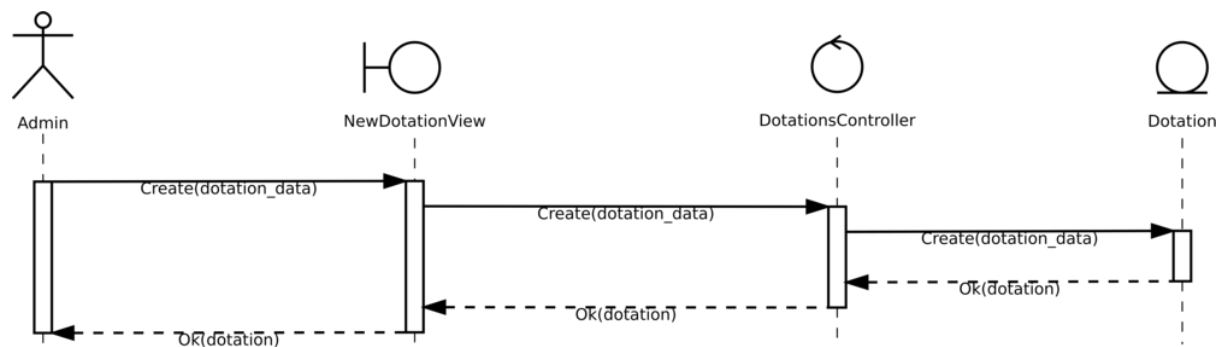 Admin
NewDotationView
DotationsController
Dotation
Create(dotation_data)
Create(dotation_data)
Create(dotation_data)
Ok(dotation)
Ok(dotation)
Ok(dotation)